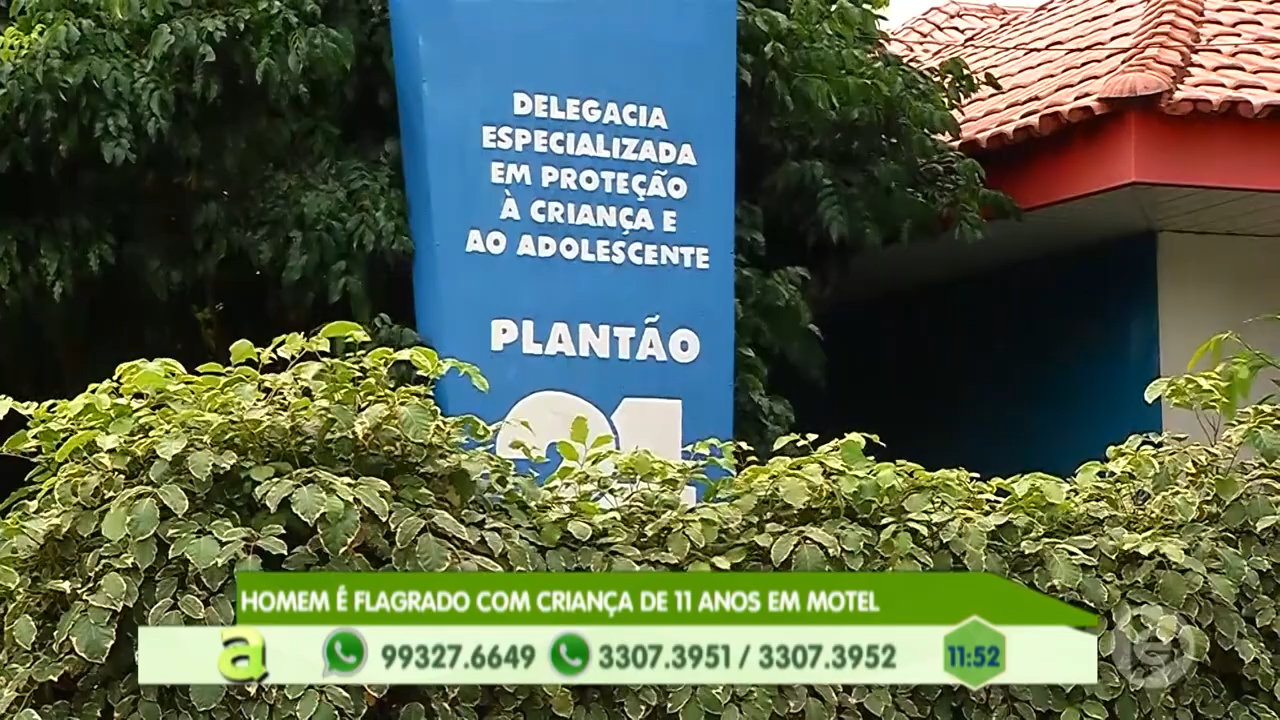 DELEGACIA
ESPECIALIZADA
EM PROTEÇÃO
À CRIANÇA E
AO ADOLESCENTE
PLANTÃO
HOMEM É FLAGRADO COM CRIANÇA DE 11 ANOS EM MOTEL
a 99327.6649 3307.3951 / 3307.3952 11:52